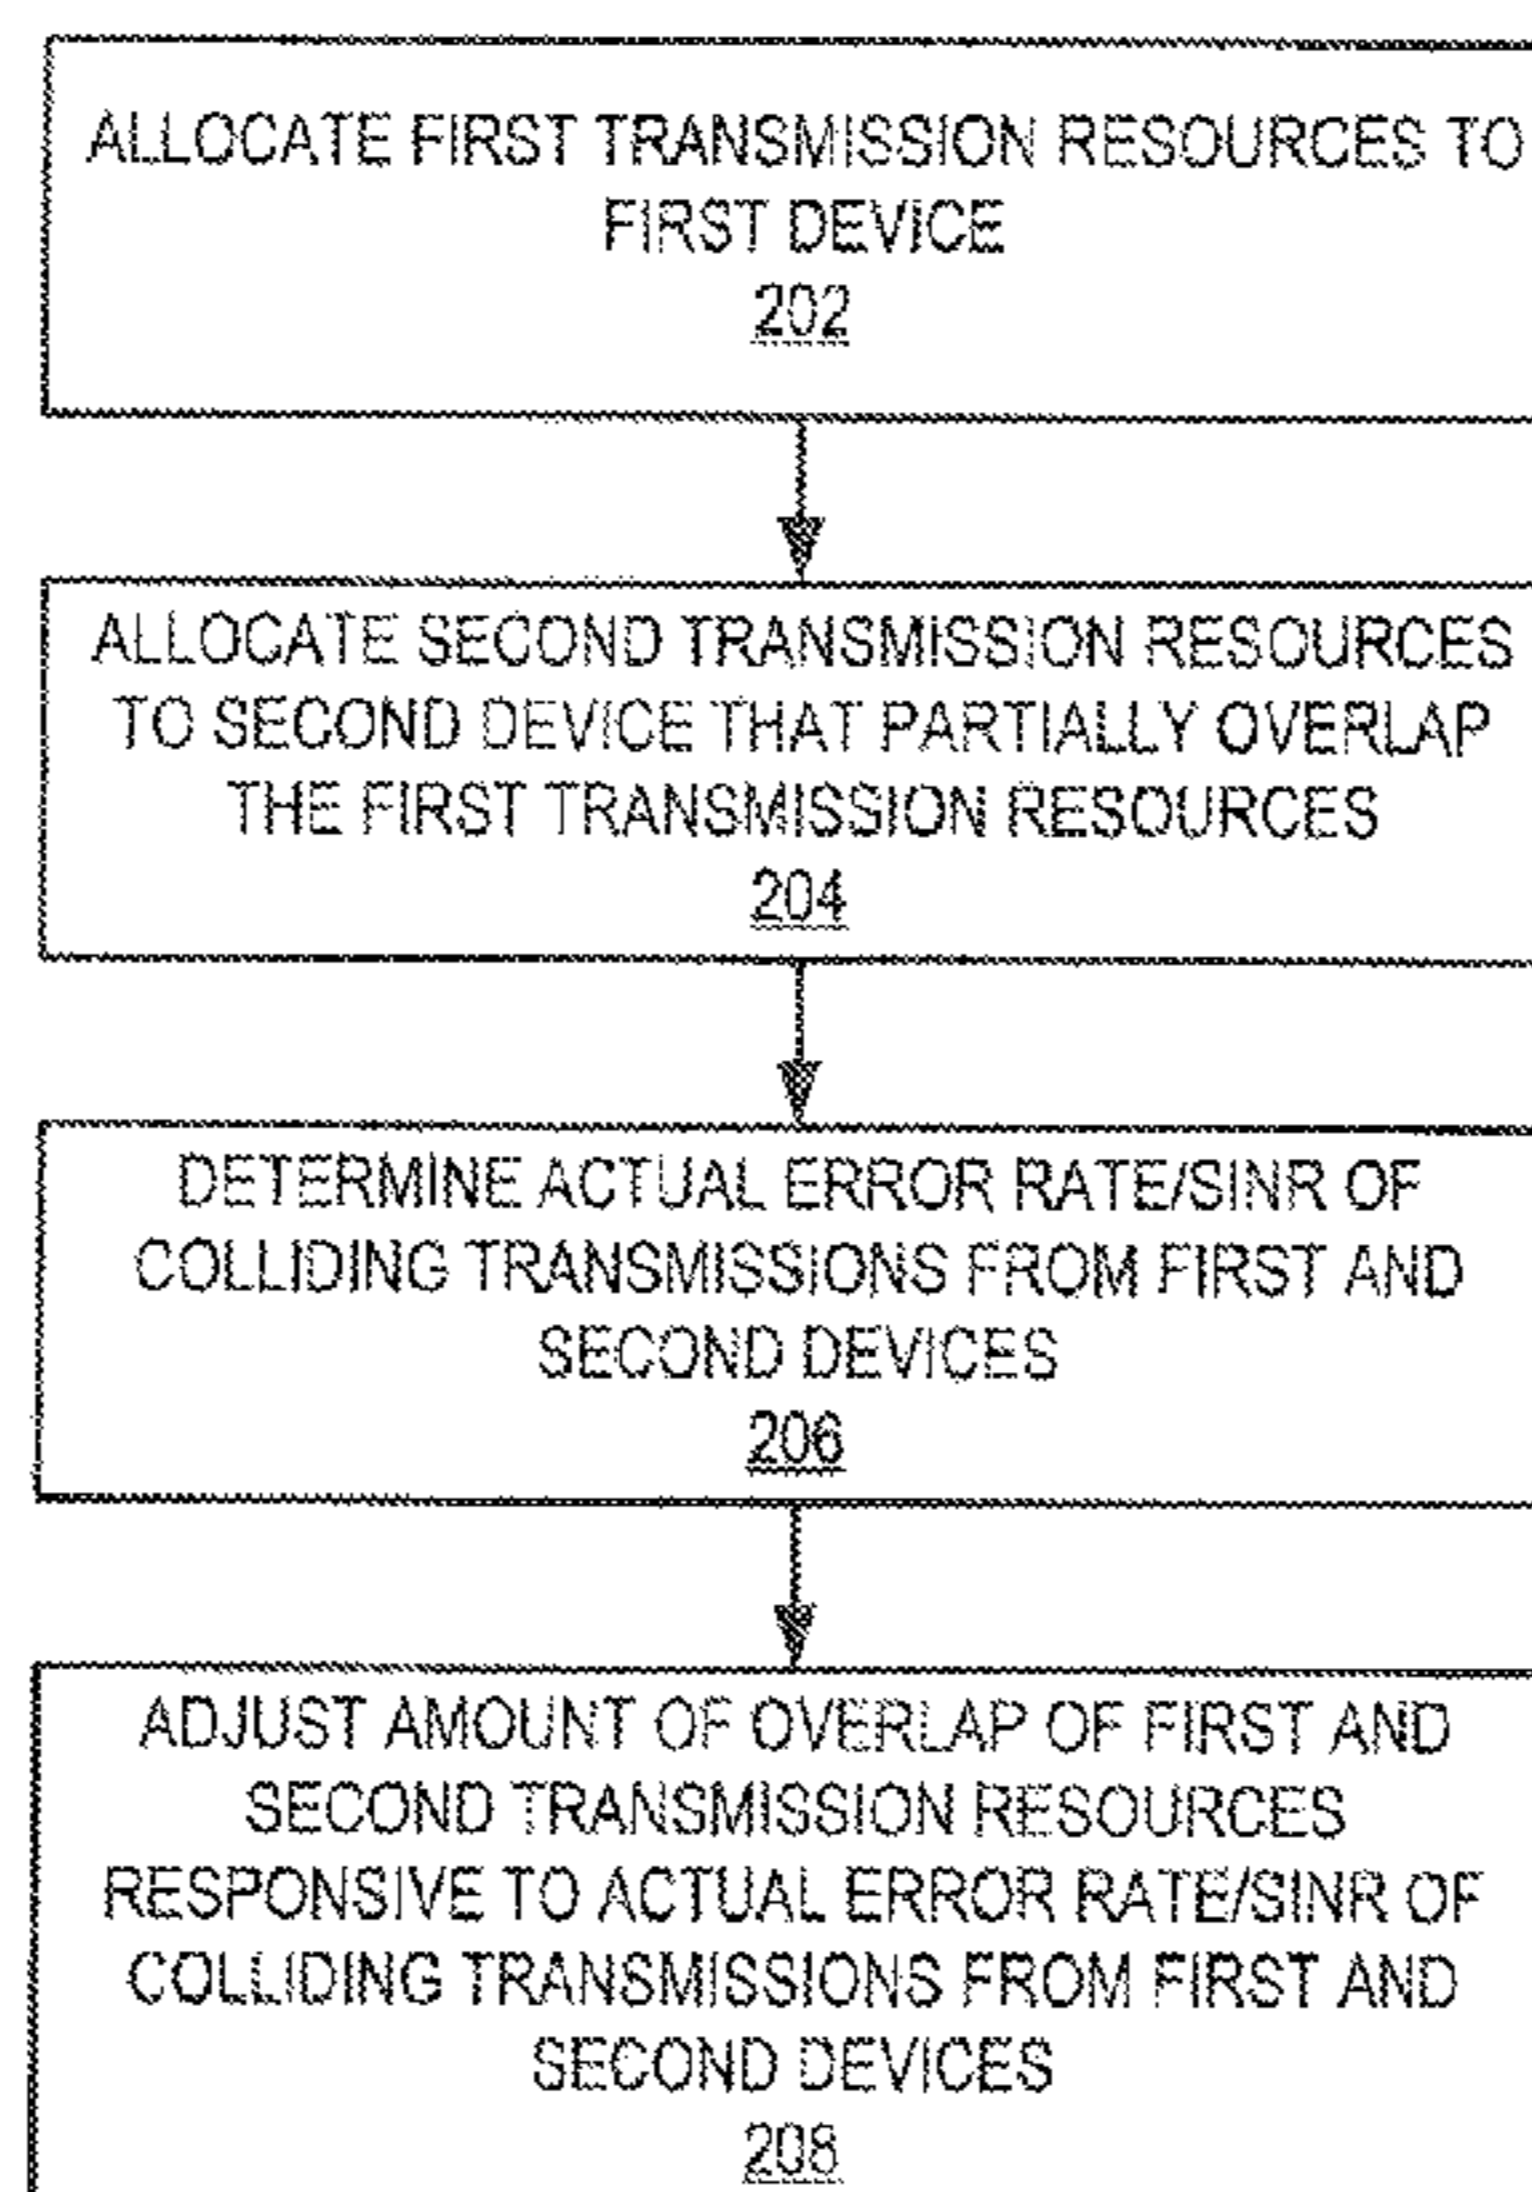 ALLOCATE FIRST TRANSMISSION RESOURCES TO
FIRST DEVICE
202
ALLOCATE SECOND TRANSMISSION RESOURCES
TO SECOND DEVICE THAT PARTIALLY OVERLAP
THE FIRST TRANSMISSION RESOURCES
204
DETERMINE ACTUAL ERROR RATE/SINR OF
COLLIDING TRANSMISSIONS FROM FIRST AND
SECOND DEVICES
206
ADJUST AMOUNT OF OVERLAP OF FIRST AND
SECOND TRANSMISSION RESOURCES
RESPONSIVE TO ACTUAL ERROR RATE/SINR OF
COLLIDING TRANSMISSIONS FROM FIRST AND
SECOND DEVICES
208